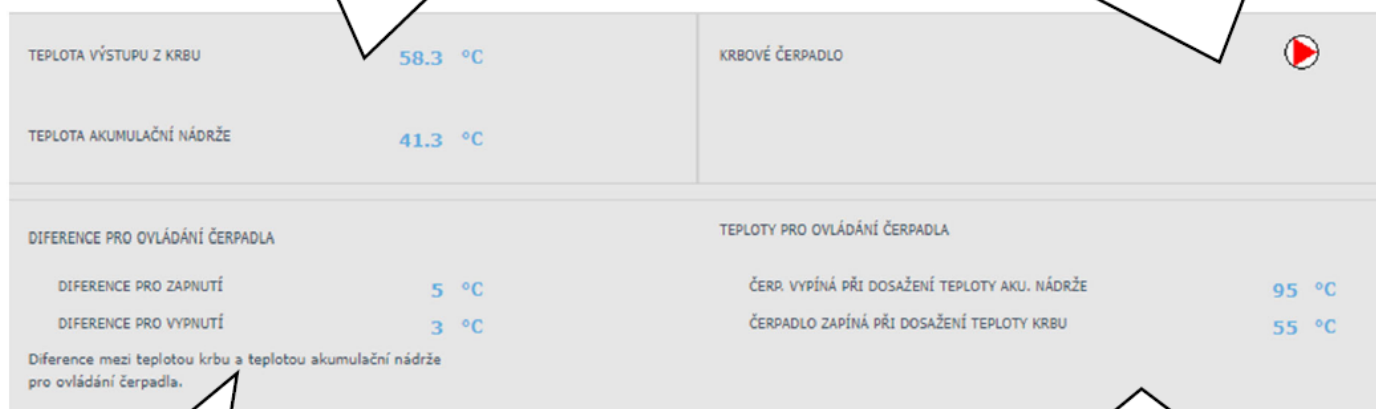 TEPLOTA VÝSTUPU Z KRBU 58.3 °C
KRBOVÉ ČERPADLO
TEPLOTA AKUMULAČNÍ NÁDRŽE 41.3 °C
DIFERENCE PRO OVLÁDÁNÍ ČERPADLA
DIFERENCE PRO ZAPNUTÍ 5 °C
DIFERENCE PRO VYPNUTÍ 3 °C
Diference mezi teplotou krbu a teplotou akumulační nádrže
pro ovládání čerpadla.
TEPLOTY PRO OVLÁDÁNÍ ČERPADLA
ČERP. VYPÍNÁ PŘI DOSAŽENÍ TEPLOTY AKU. NÁDRŽE 95 °C
ČERPADLO ZAPÍNÁ PŘI DOSAŽENÍ TEPLOTY KRBU 55 °C